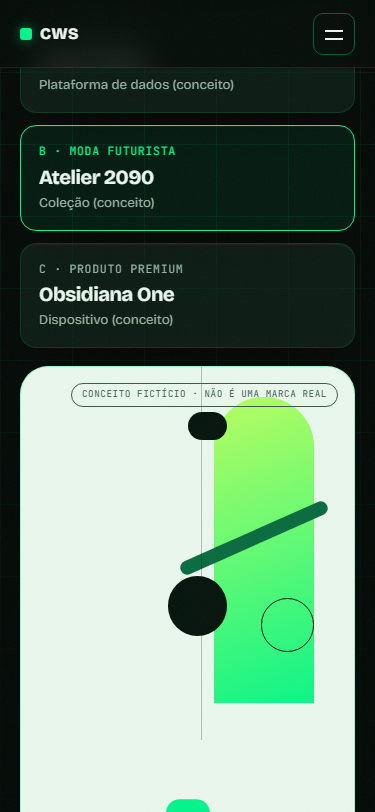 CWS
Plataforma de dados (conceito)
B · MODA FUTURISTA
Atelier 2090
Coleção (conceito)
C · PRODUTO PREMIUM
Obsidiana One
Dispositivo (conceito)
CONCEITO FICTÍCIO · NÃO É UMA MARCA REAL